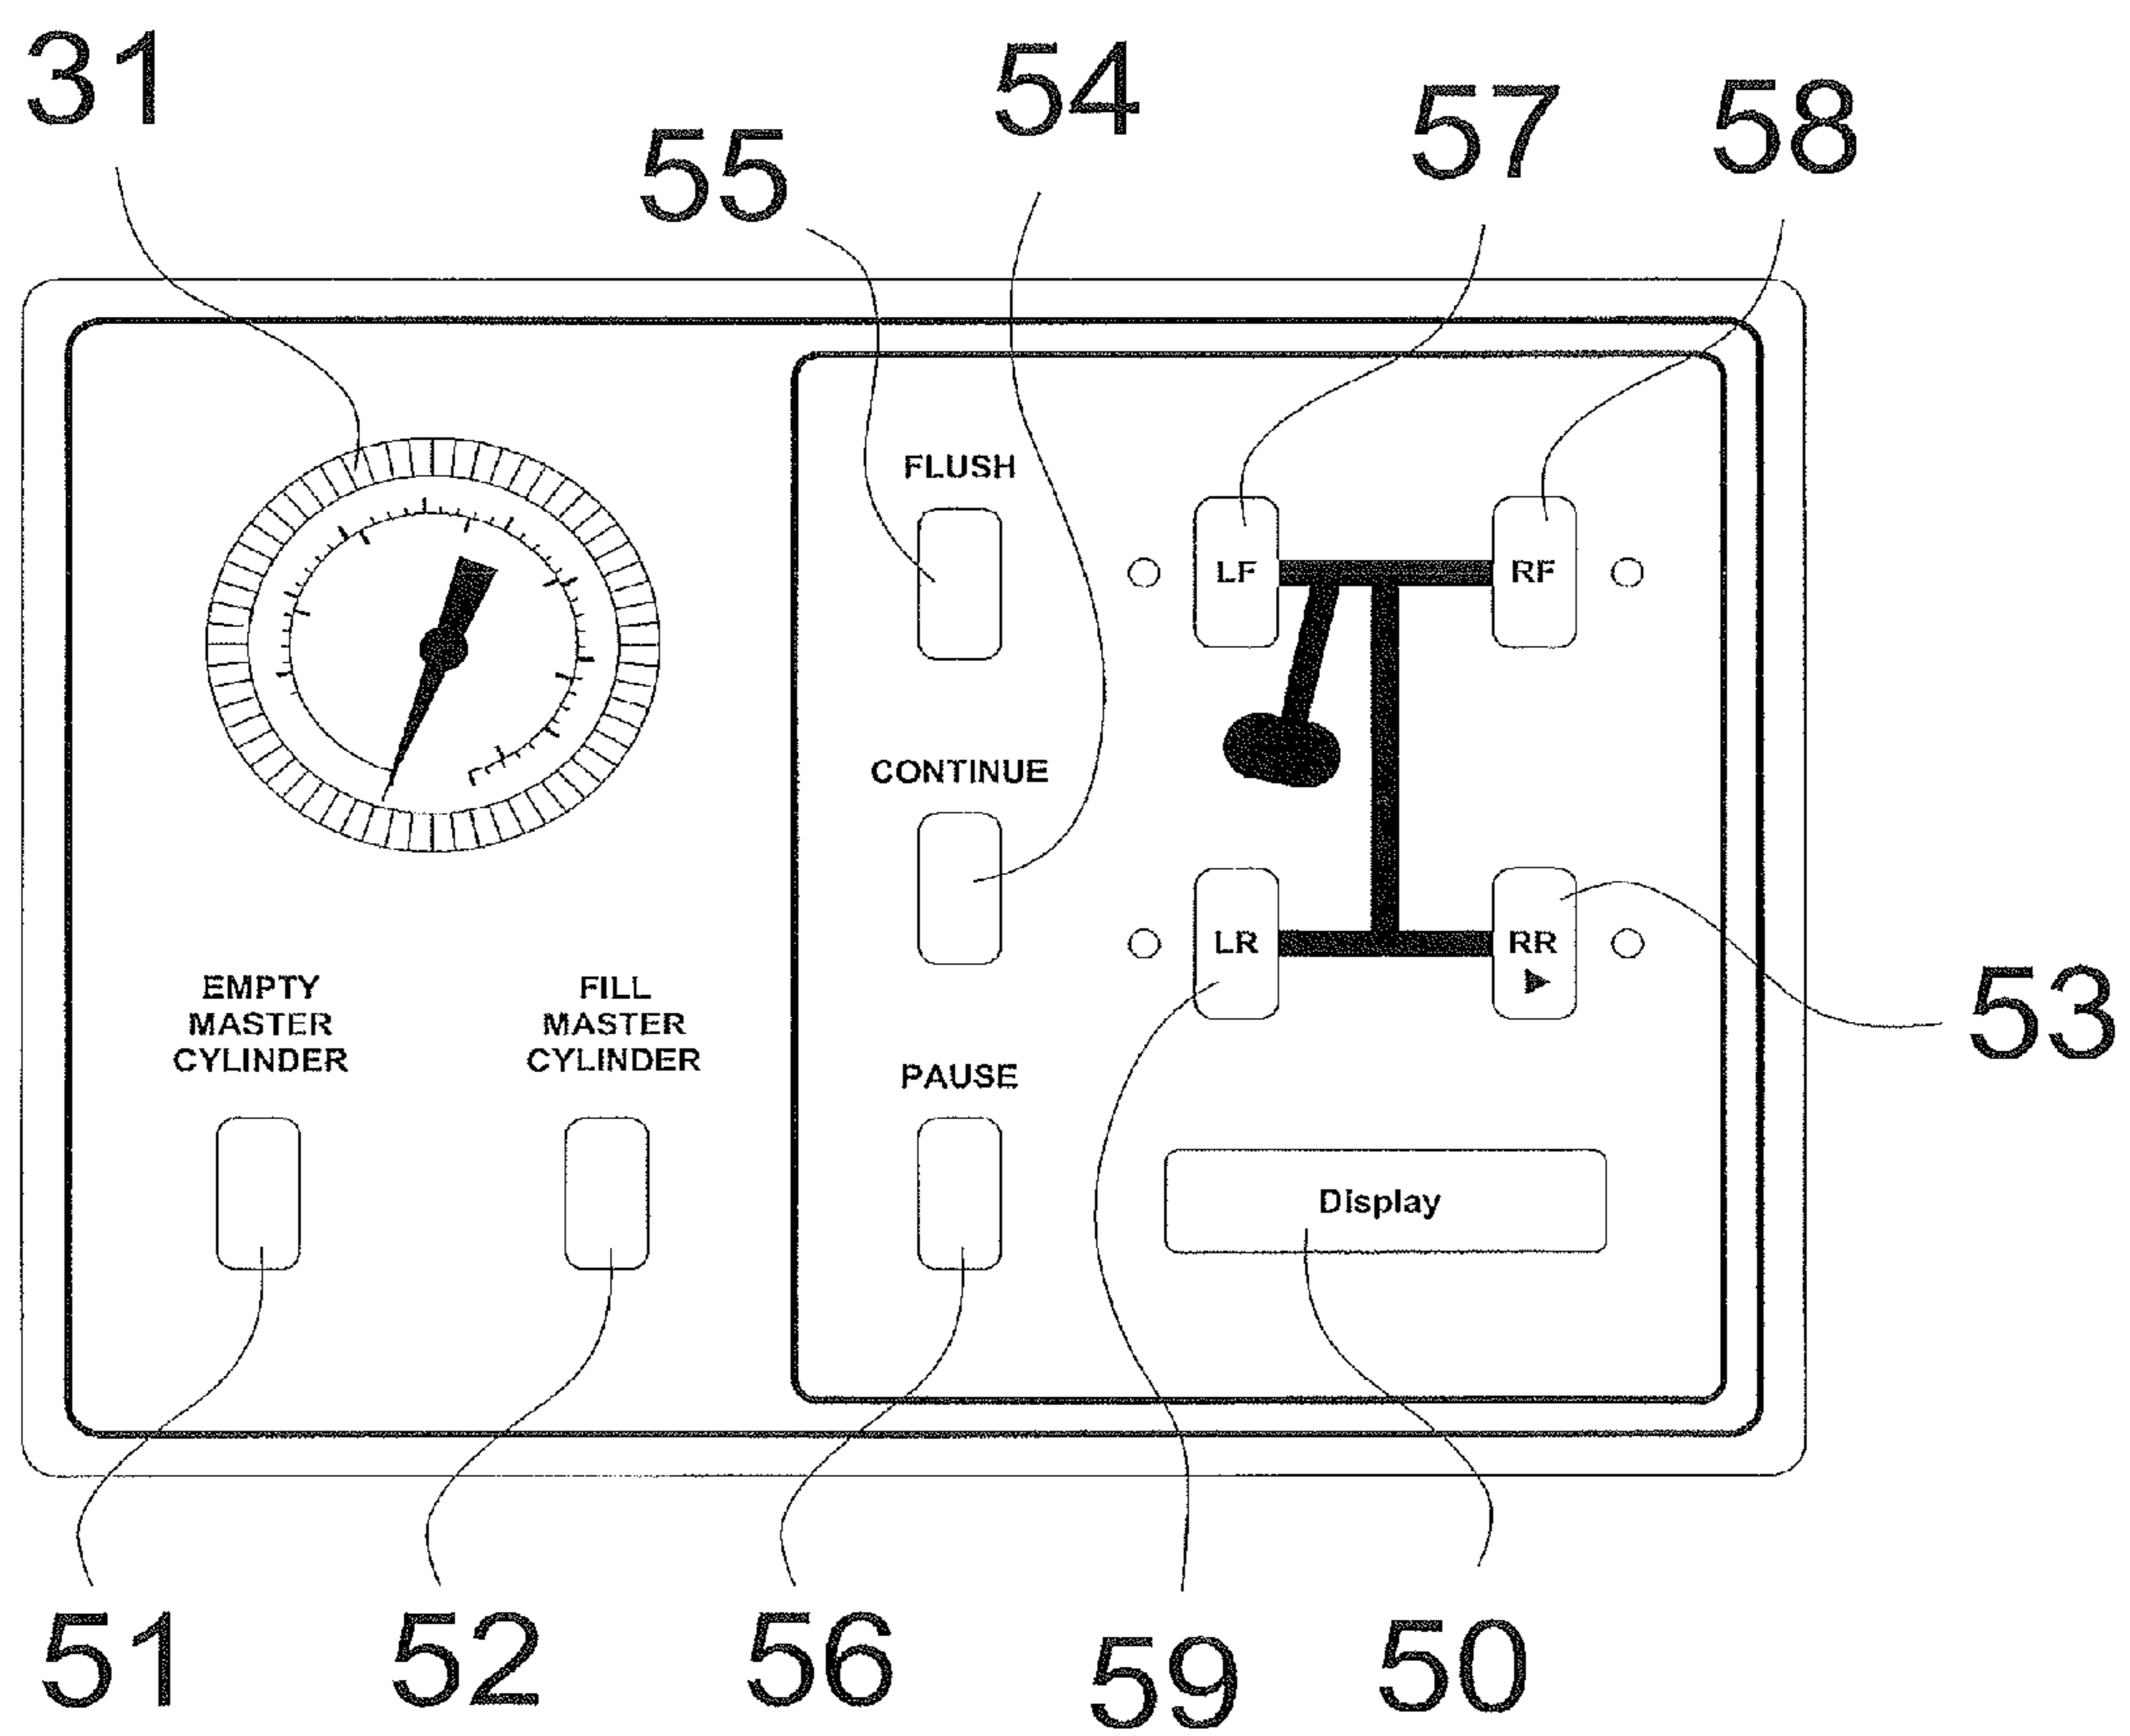 31
54
57
58
55
FLUSH
LF
RF
CONTINUE
LR
RR
53
EMPTY
MASTER
CYLINDER
FILL
MASTER
CYLINDER
PAUSE
DIsplay
51
52
56
59
50